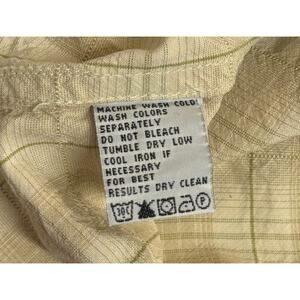 MACHINE WASH COLD
WASH COLORS
SEPARATELY
DO NOT BLEACH
TUMBLE DRY LOW
COOL IRON IF
NECESSARY
FOR BEST
RESULTS DRY CLEAN
30C P